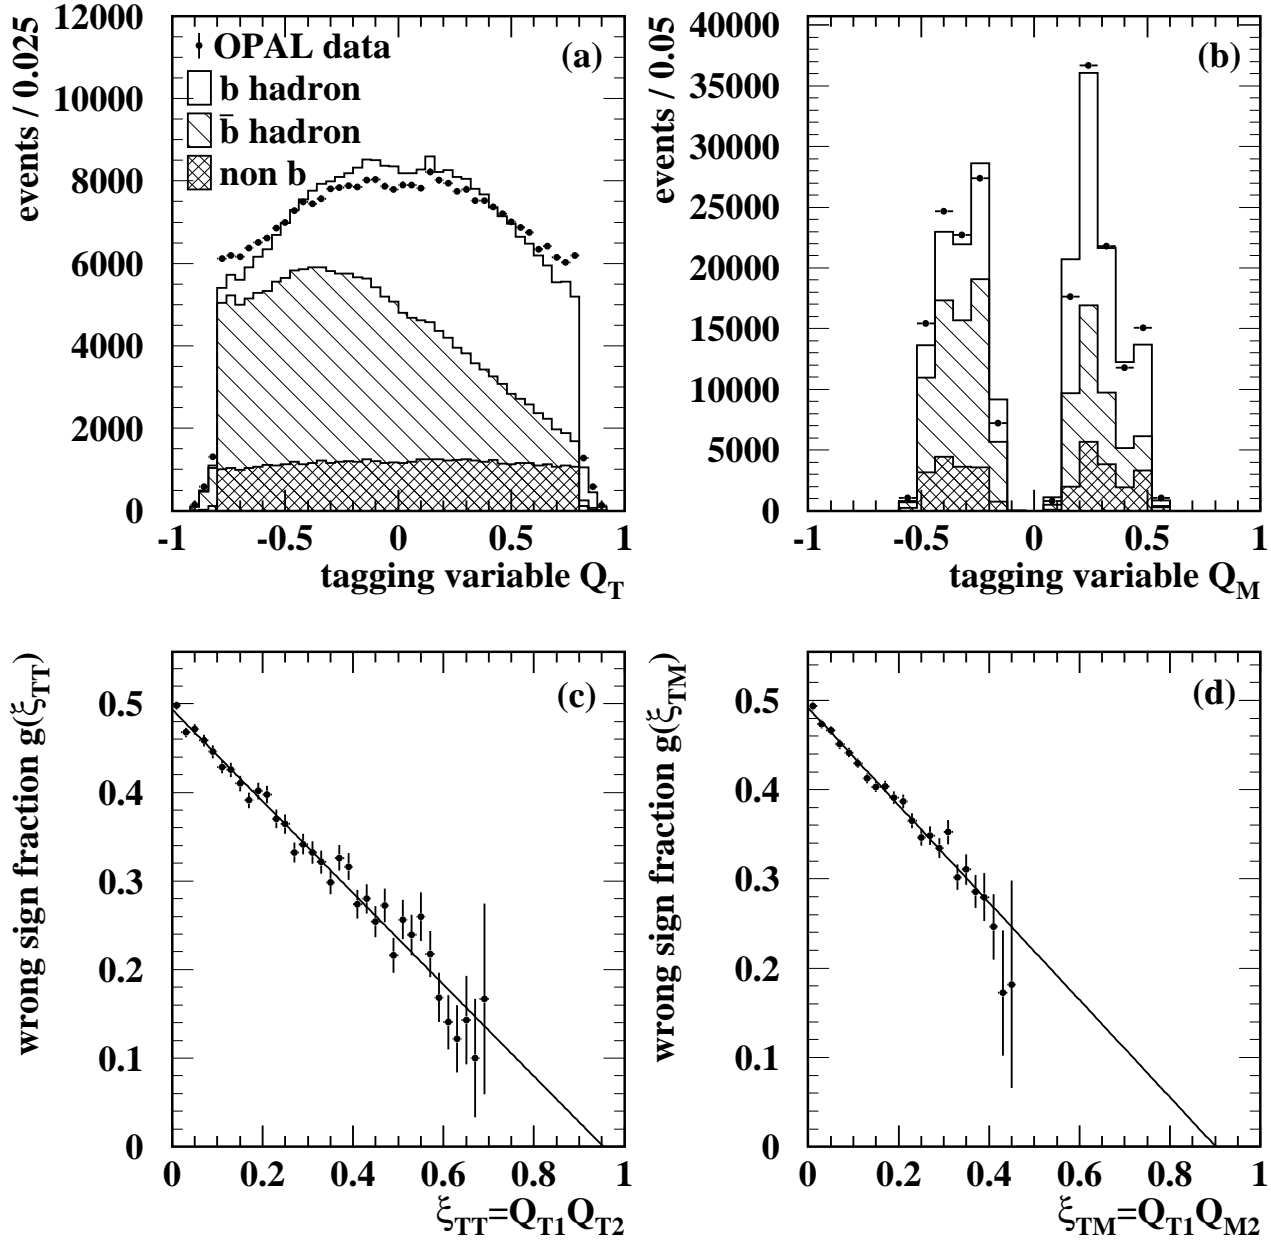 events / 0.025
12000
10000
8000
6000
4000
2000
0
OPAL data
b hadron
b̄ hadron
non b
(a)
-1 -0.5 0 0.5 1
tagging variable Q_T
events / 0.05
40000
35000
30000
25000
20000
15000
10000
5000
0
(b)
-1 -0.5 0 0.5 1
tagging variable Q_M
wrong sign fraction g(ξ_TT)
0.5
0.4
0.3
0.2
0.1
0
(c)
0 0.2 0.4 0.6 0.8 1
ξ_TT=Q_T1Q_T2
wrong sign fraction g(ξ_TM)
0.5
0.4
0.3
0.2
0.1
0
(d)
0 0.2 0.4 0.6 0.8 1
ξ_TM=Q_T1Q_M2